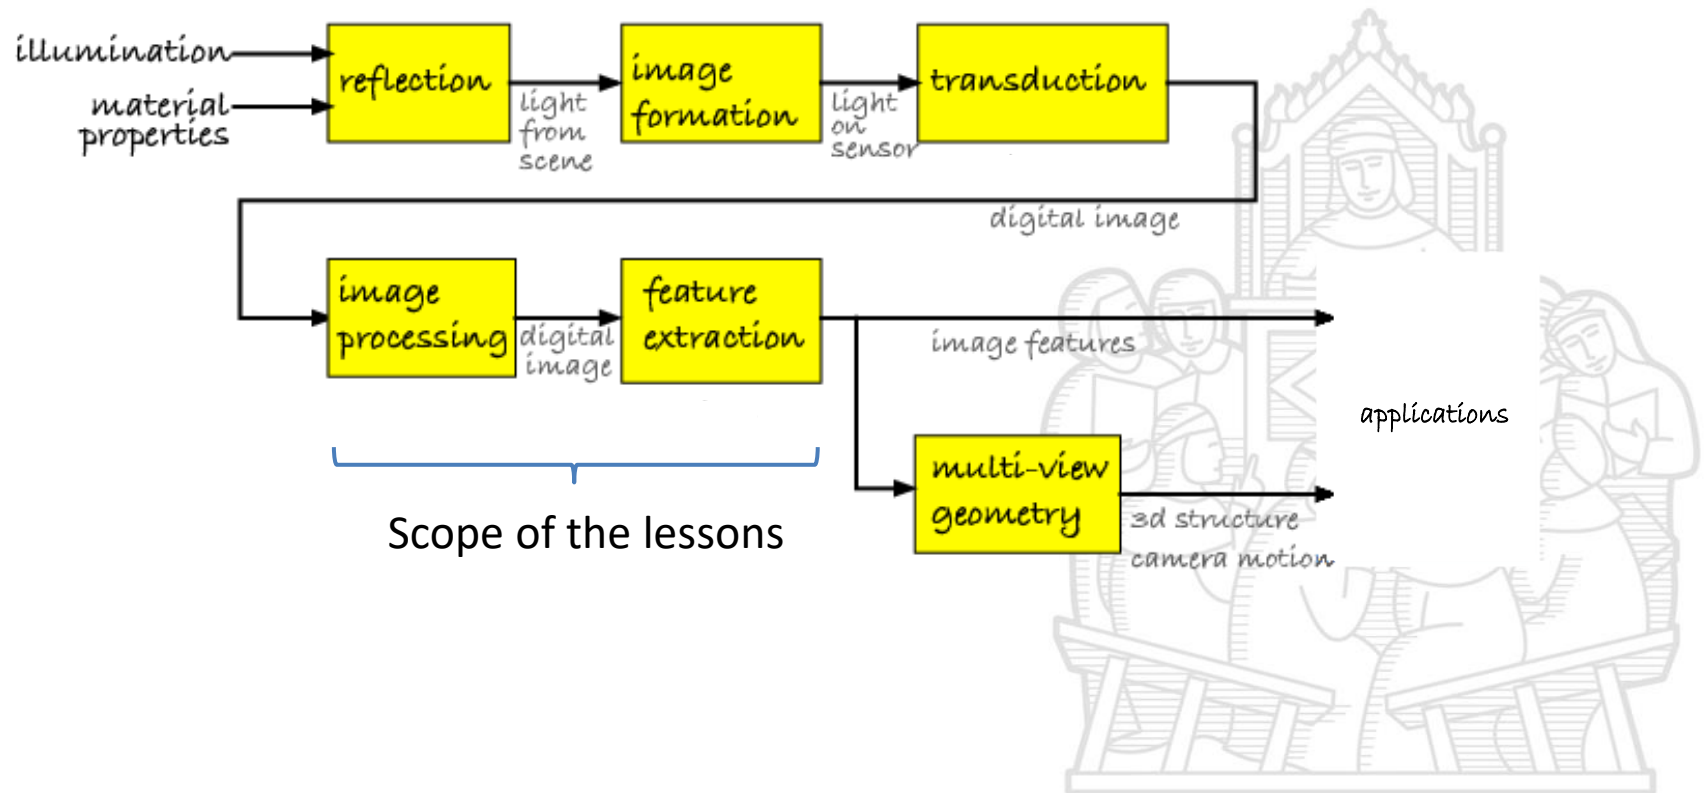 illumination
material
properties
reflection
light
from
scene
image
formation
light
on
sensor
transduction
digital image
image
processing
digital
image
feature
extraction
image features
multi-view
geometry
3d structure
camera motion
applications
Scope of the lessons